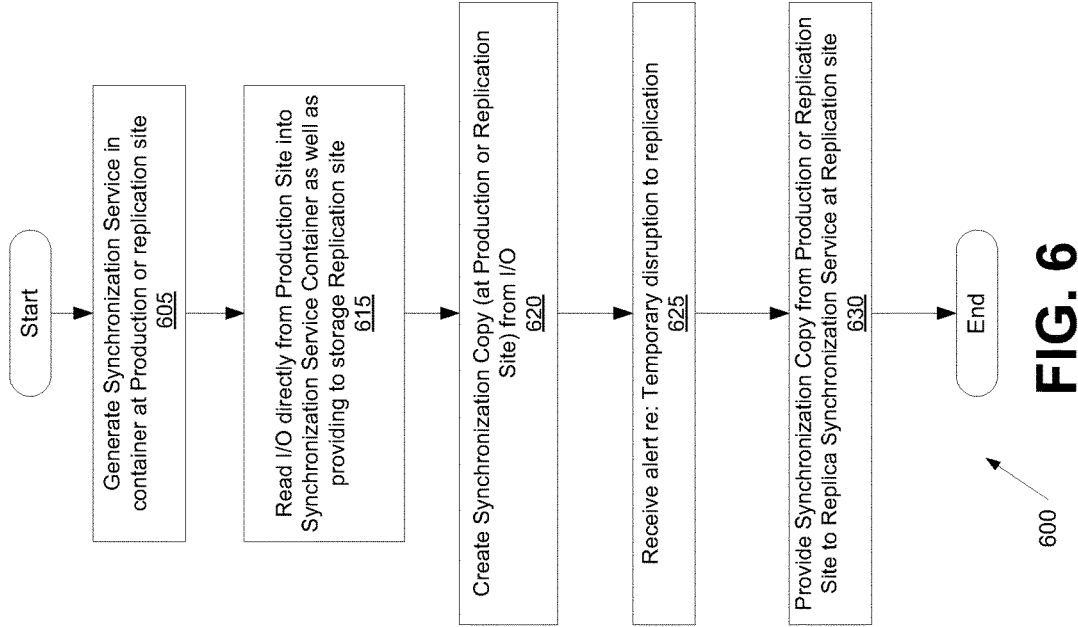 Start
Generate Synchronization Service in
container at Production or replication site
605
Read I/O directly from Production Site into
Synchronization Service Container as well as
providing to storage Replication site
615
Create Synchronization Copy (at Production or Replication
Site) from I/O
620
Receive alert re: Temporary disruption to replication
625
Provide Synchronization Copy from Production or Replication
Site to Replica Synchronization Service at Replication site
630
End
600
FIG. 6